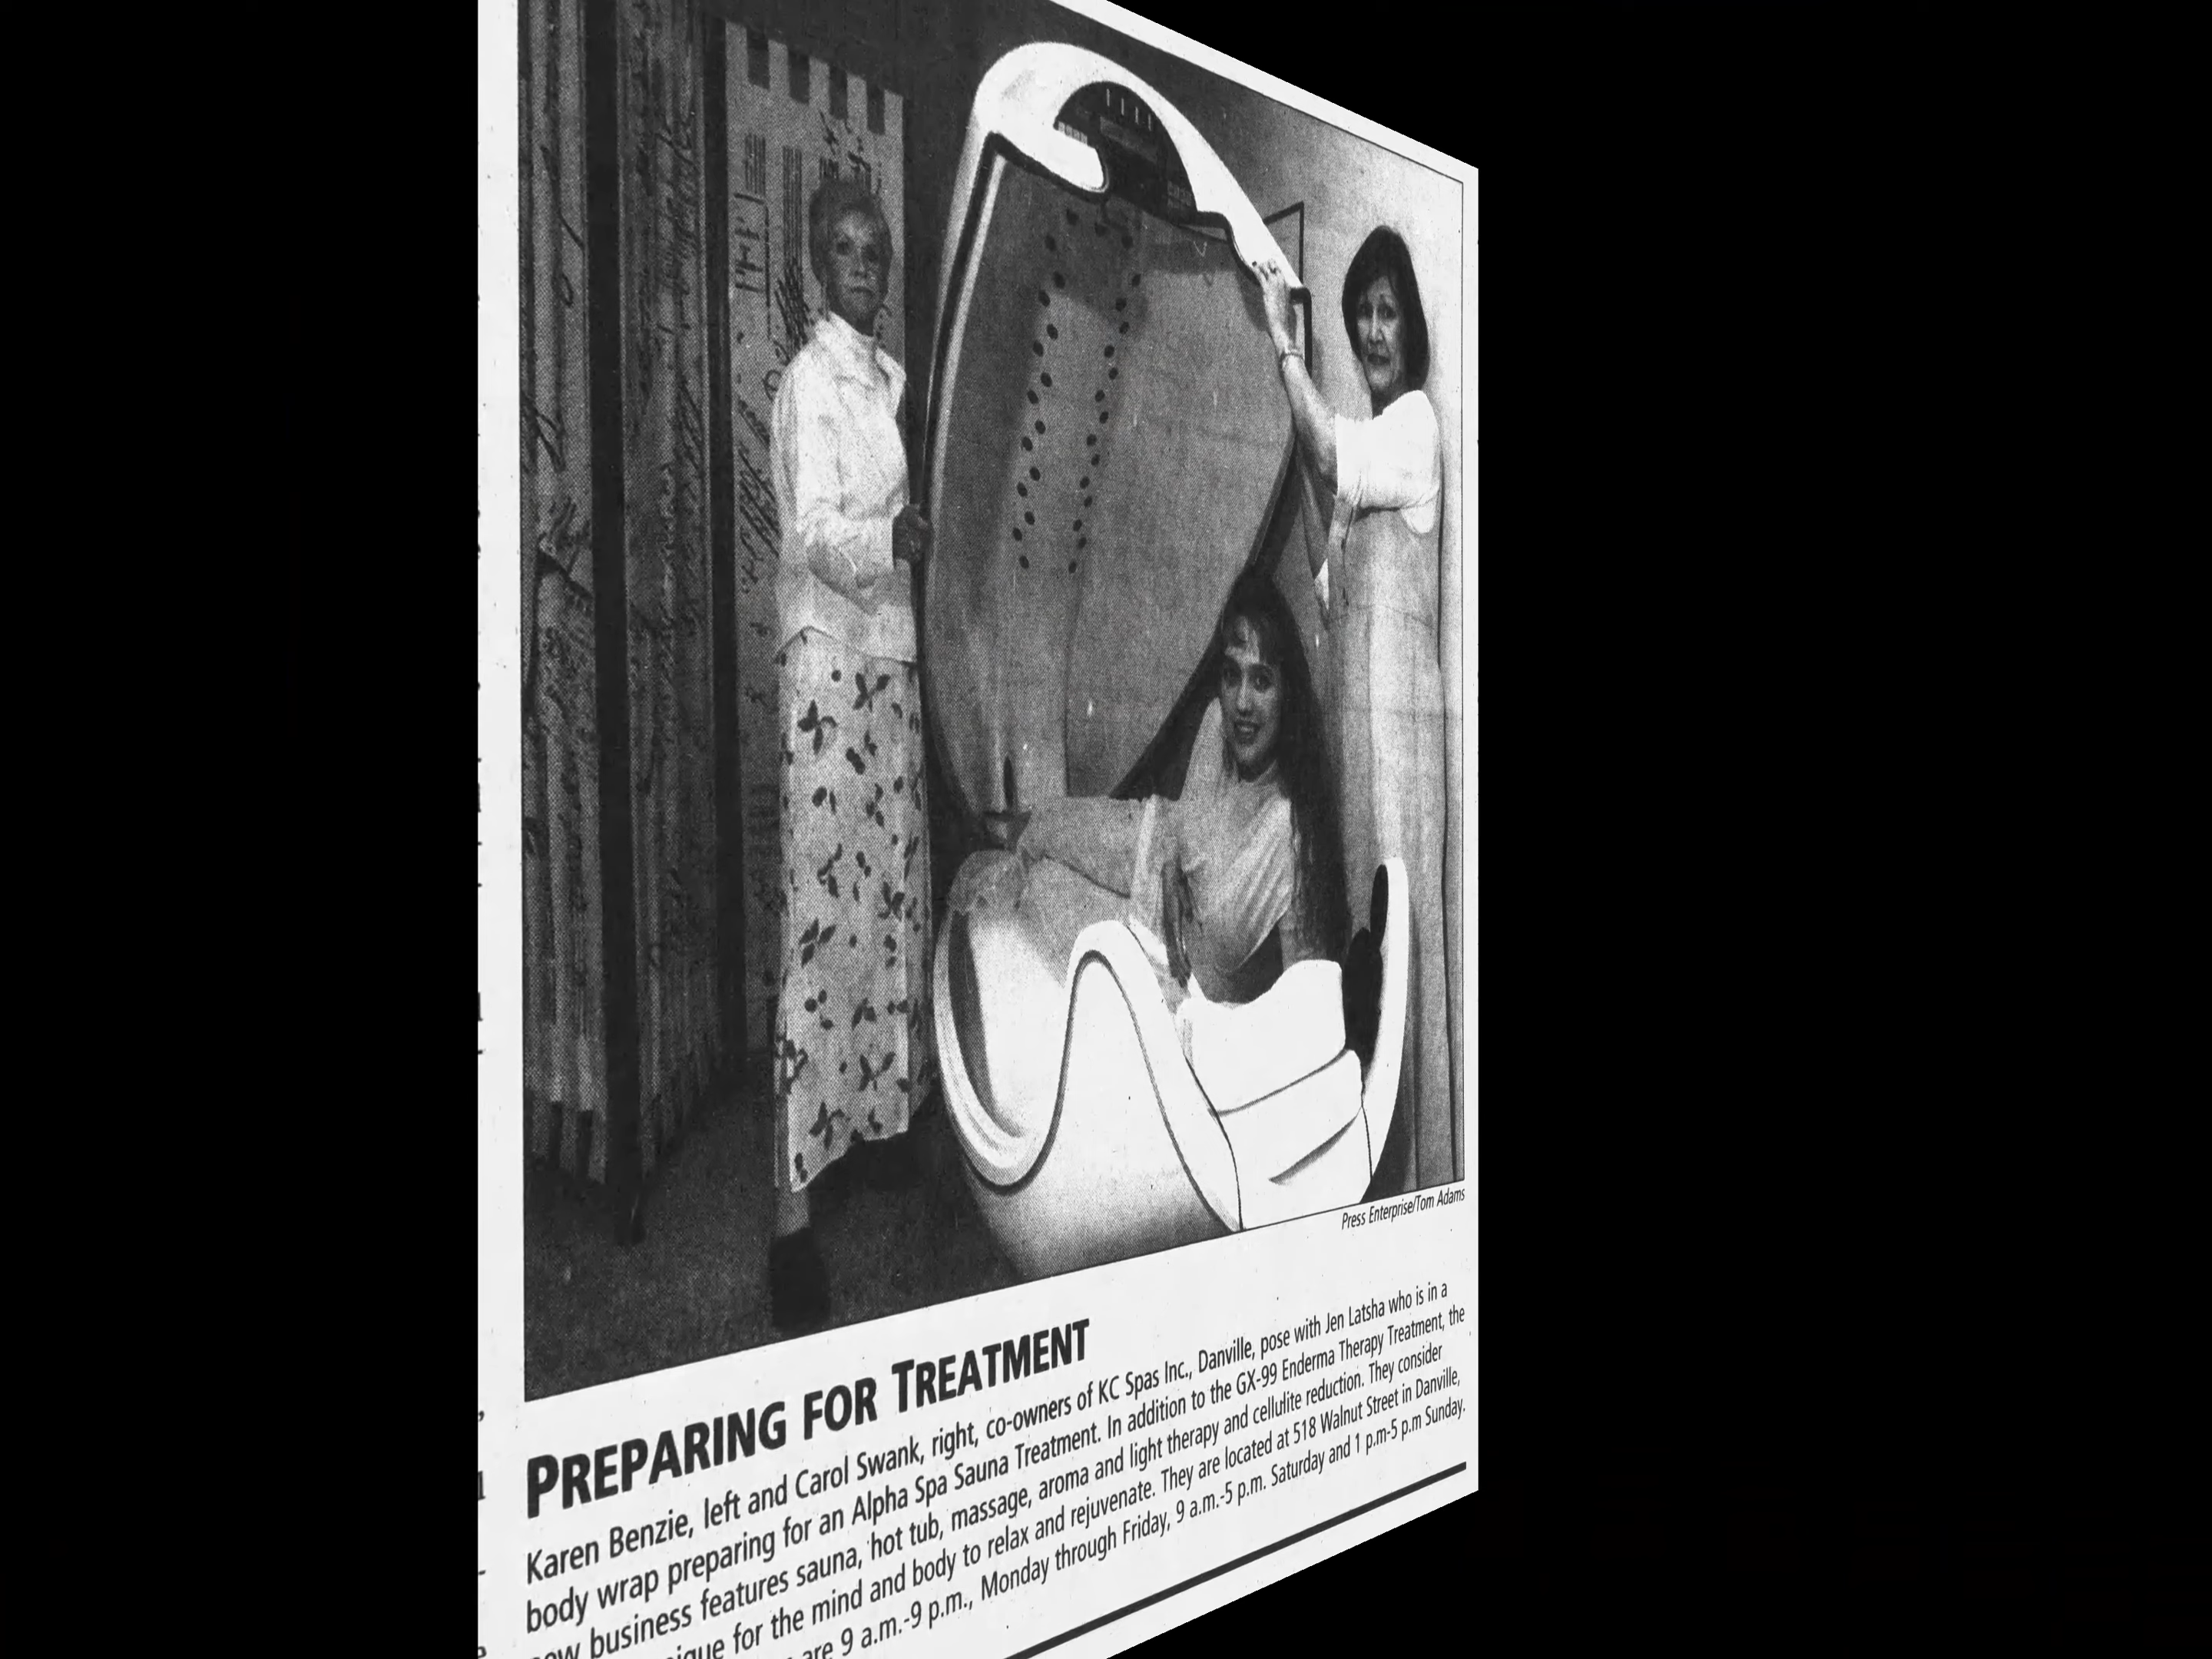 Press Enterprise/Tom Adams
PREPARING FOR TREATMENT
Karen Benzie, left and Carol Swank, right, co-owners of KC Spas Inc., Danville, pose with Jen Latsha who is in a
body wrap preparing for an Alpha Spa Sauna Treatment. In addition to the GX-99 Enderma Therapy Treatment, the
business features sauna, hot tub, massage, aroma and light therapy and cellulite reduction. They consider
for the mind and body to relax and rejuvenate. They are located at 518 Walnut Street in Danville,
are 9 a.m.-9 p.m., Monday through Friday, 9 a.m.-5 p.m. Saturday and 1 p.m-5 p.m Sunday.